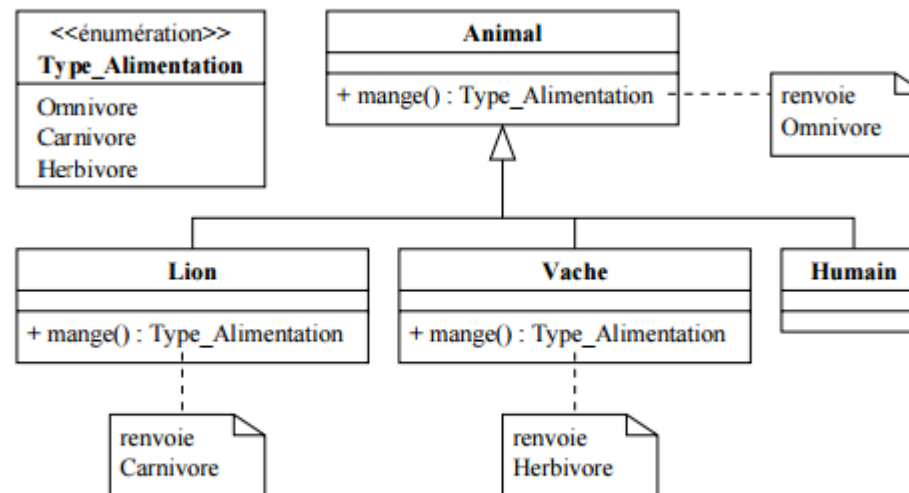 <<énumération>>
Type_Alimentation
Omnivore
Carnivore
Herbivore
Animal
+ mange() : Type_Alimentation
renvoie
Omnivore
Lion
+ mange() : Type_Alimentation
Vache
+ mange() : Type_Alimentation
Humain
renvoie
Carnivore
renvoie
Herbivore